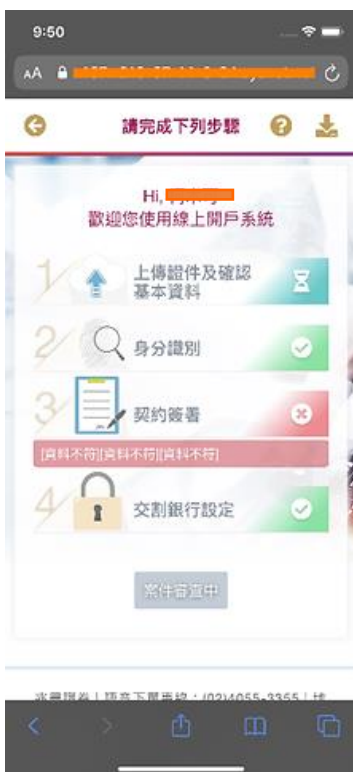 9:50
AA
請完成下列步驟
Hi,
歡迎您使用線上開戶系統
1 上傳證件及確認
基本資料
2 身分識別
3 契約簽署
[資料不符][資料不符][資料不符]
4 交割銀行設定
案件審查中